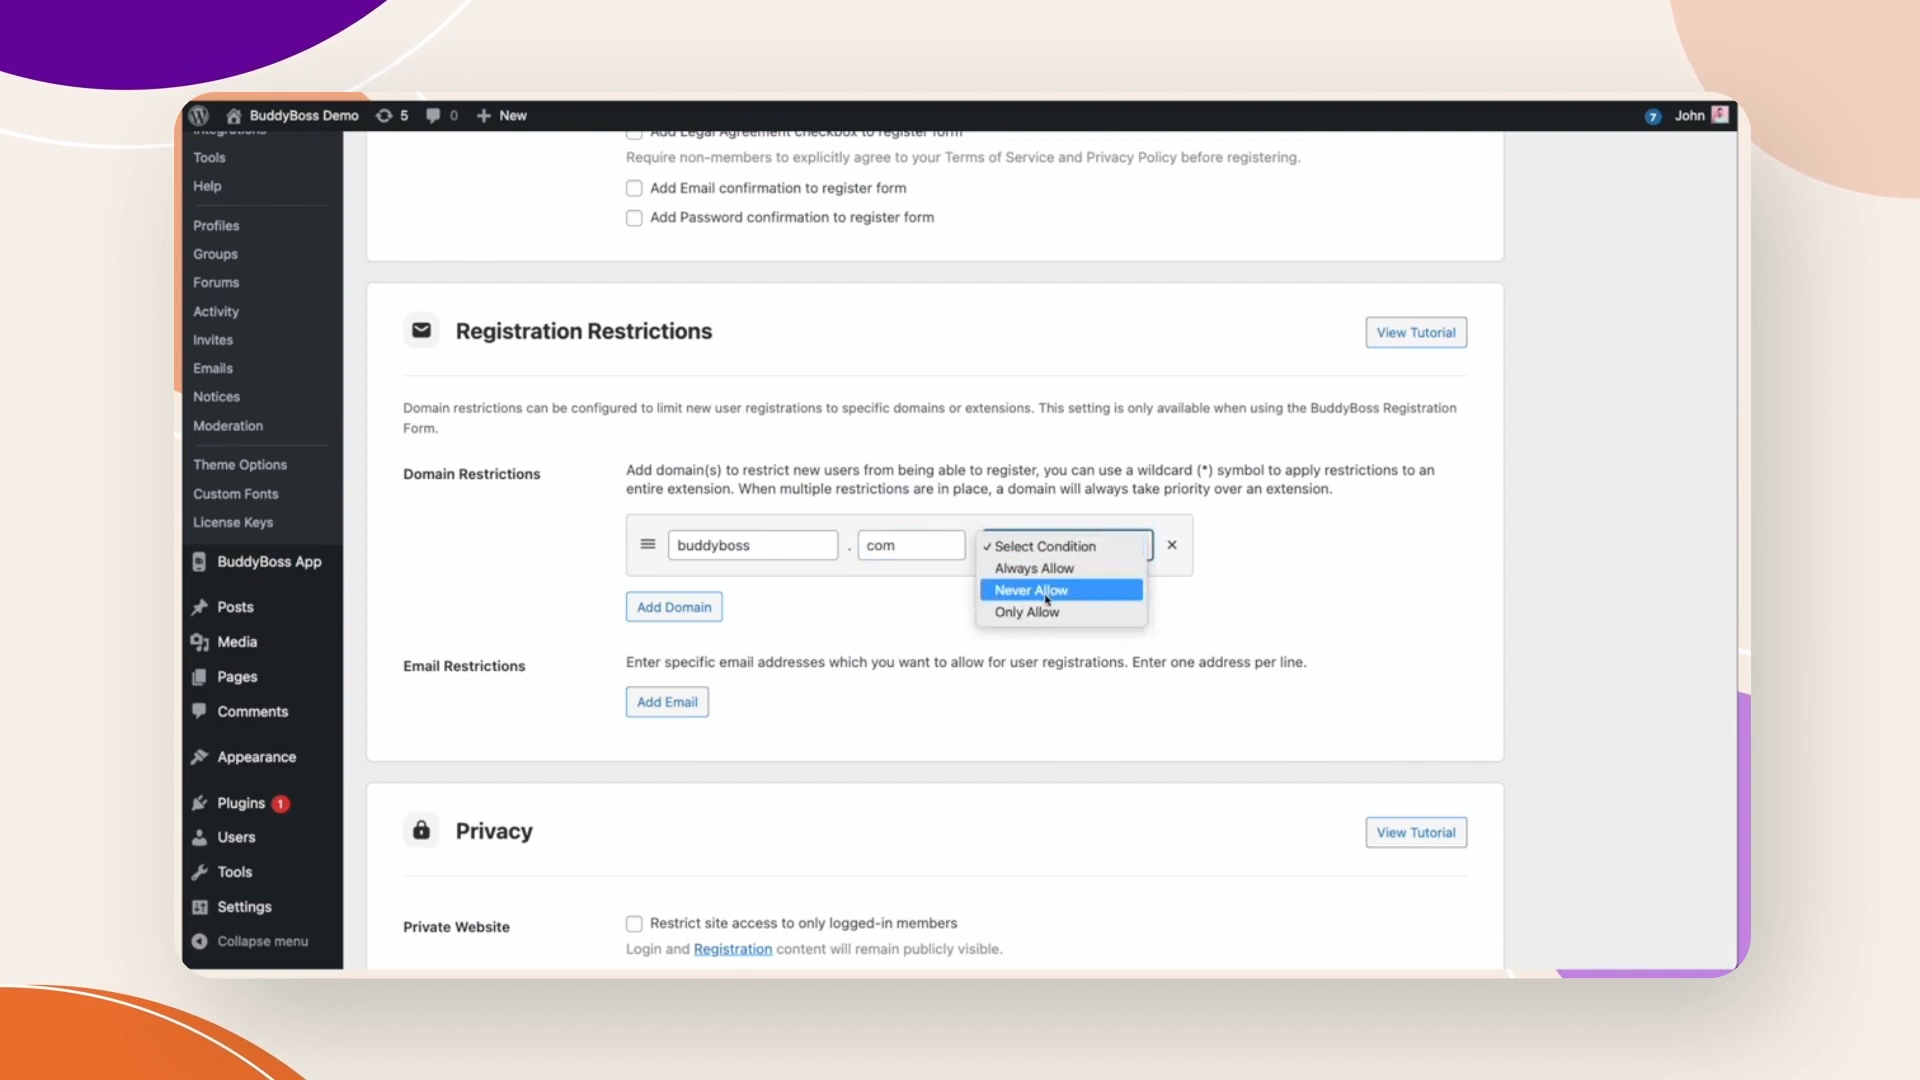 BuddyBoss Demo 5 0 New 7 John
Integrations
Tools
Help
Profiles
Groups
Forums
Activity
Invites
Emails
Notices
Moderation
Theme Options
Custom Fonts
License Keys
BuddyBoss App
Posts
Media
Pages
Comments
Appearance
Plugins 1
Users
Tools
Settings
Collapse menu
Add Legal Agreement checkbox to register form
Require non-members to explicitly agree to your Terms of Service and Privacy Policy before registering.
Add Email confirmation to register form
Add Password confirmation to register form
Registration Restrictions
View Tutorial
Domain restrictions can be configured to limit new user registrations to specific domains or extensions. This setting is only available when using the BuddyBoss Registration
Form.
Domain Restrictions
Add domain(s) to restrict new users from being able to register, you can use a wildcard (*) symbol to apply restrictions to an
entire extension. When multiple restrictions are in place, a domain will always take priority over an extension.
buddyboss . com
✓ Select Condition
Always Allow
Never Allow
Only Allow
Add Domain
Email Restrictions
Enter specific email addresses which you want to allow for user registrations. Enter one address per line.
Add Email
Privacy
View Tutorial
Private Website
Restrict site access to only logged-in members
Login and Registration content will remain publicly visible.